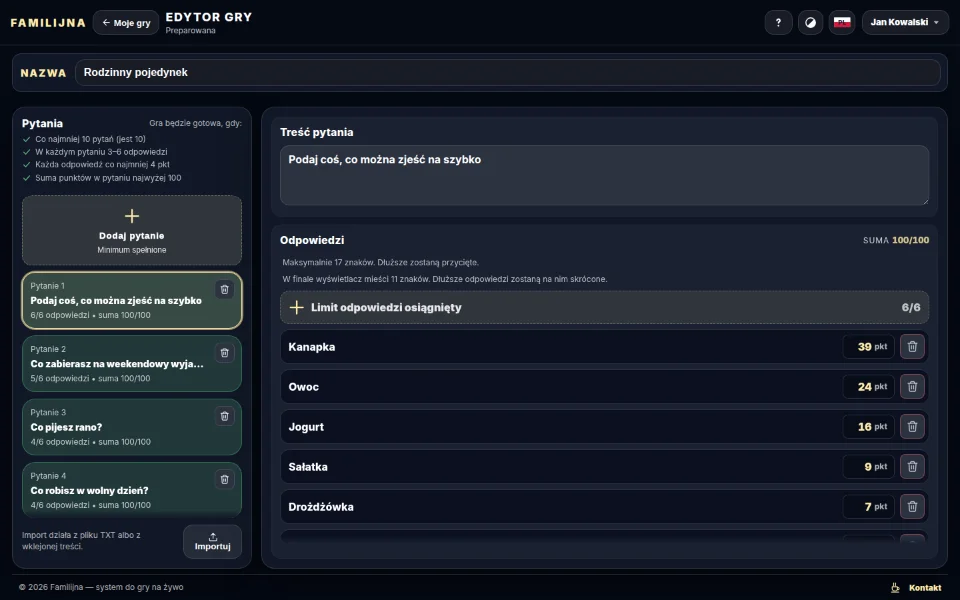 FAMILIJNA
← Moje gry
EDYTOR GRY
Preparowana
?
Jan Kowalski
NAZWA
Rodzinny pojedynek
Pytania
Gra będzie gotowa, gdy:
Co najmniej 10 pytań (jest 10)
W każdym pytaniu 3–6 odpowiedzi
Każda odpowiedź co najmniej 4 pkt
Suma punktów w pytaniu najwyżej 100
Dodaj pytanie
Minimum spełnione
Pytanie 1
Podaj coś, co można zjeść na szybko
6/6 odpowiedzi • suma 100/100
Pytanie 2
Co zabierasz na weekendowy wyja...
5/6 odpowiedzi • suma 100/100
Pytanie 3
Co pijesz rano?
4/6 odpowiedzi • suma 100/100
Pytanie 4
Co robisz w wolny dzień?
4/6 odpowiedzi • suma 100/100
Import działa z pliku TXT albo z
wklejonej treści.
Importuj
Treść pytania
Podaj coś, co można zjeść na szybko
Odpowiedzi
SUMA 100/100
Maksymalnie 17 znaków. Dłuższe zostaną przycięte.
W finale wyświetlacz mieści 11 znaków. Dłuższe odpowiedzi zostaną na nim skrócone.
Limit odpowiedzi osiągnięty
6/6
Kanapka
39 pkt
Owoc
24 pkt
Jogurt
16 pkt
Sałatka
9 pkt
Drożdżówka
7 pkt
© 2026 Familijna — system do gry na żywo
Kontakt